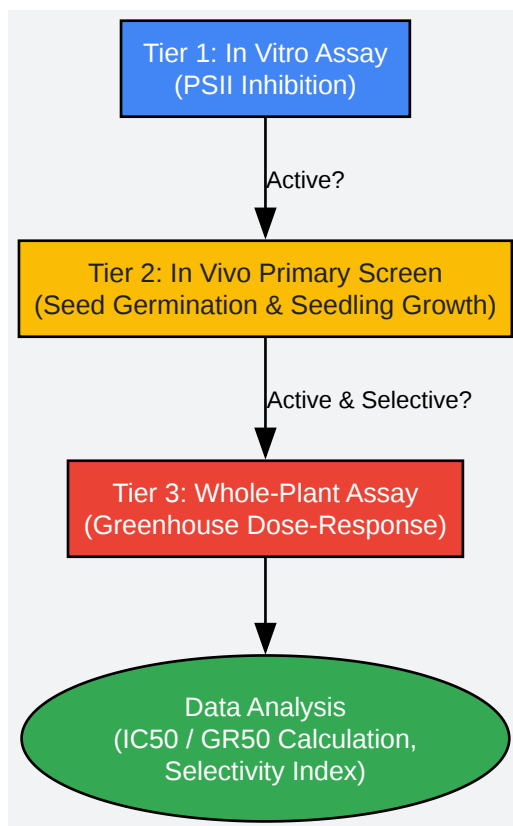 Tier 1: In Vitro Assay
(PSII Inhibition)
Active?
Tier 2: In Vivo Primary Screen
(Seed Germination & Seedling Growth)
Active & Selective?
Tier 3: Whole-Plant Assay
(Greenhouse Dose-Response)
Data Analysis
(IC50 / GR50 Calculation,
Selectivity Index)